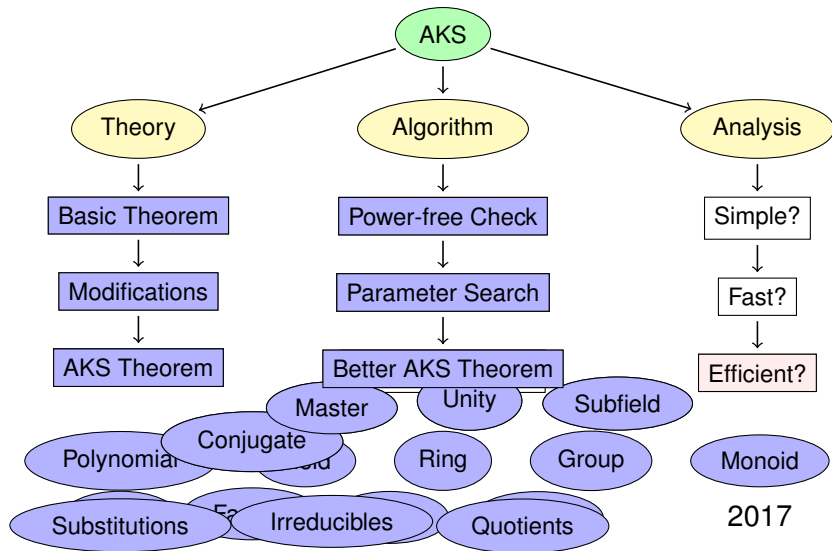 AKS
Theory
Algorithm
Analysis
Basic Theorem
Power-free Check
Simple?
Modifications
Parameter Search
Fast?
AKS Theorem
Better AKS Theorem
Efficient?
Master
Unity
Subfield
Conjugate
Polynomial
Ring
Group
Monoid
Substitutions
Irreducibles
Quotients
2017